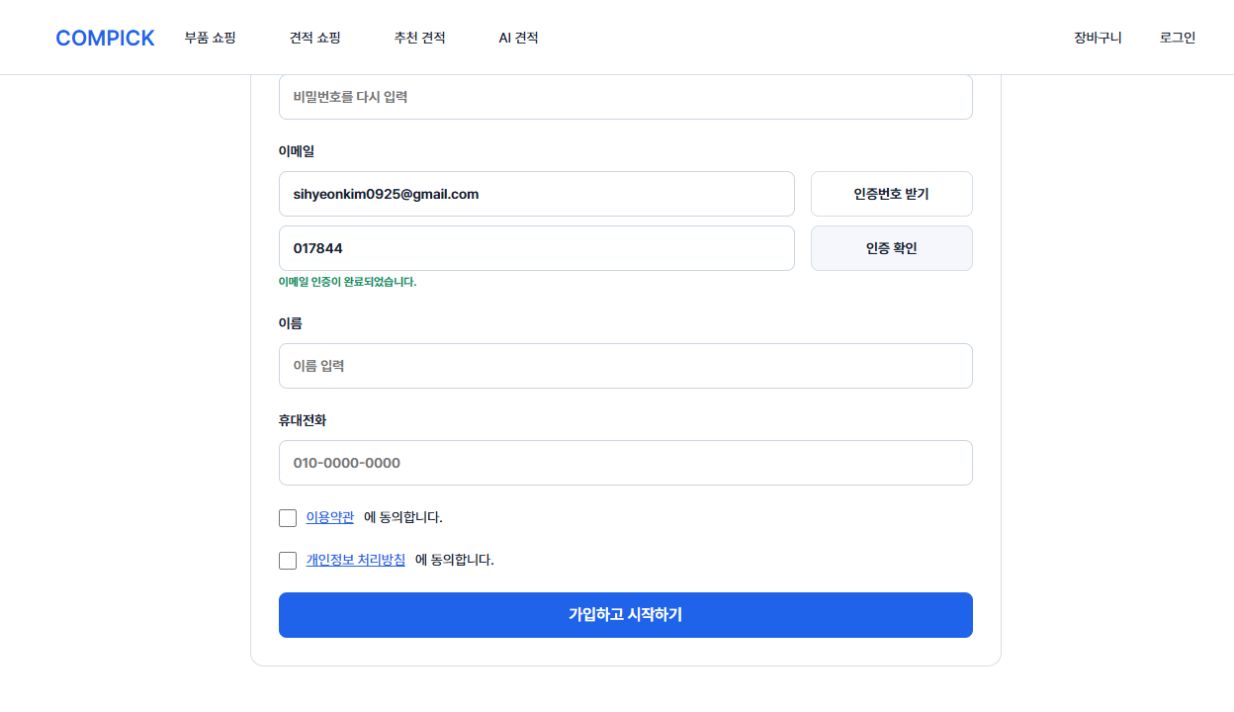 COMPICK 부품 쇼핑 견적 쇼핑 추천 견적 AI 견적 장바구니 로그인
비밀번호를 다시 입력
이메일
sihyeonkim0925@gmail.com 인증번호 받기
017844 인증 확인
이메일 인증이 완료되었습니다.
이름
이름 입력
휴대전화
010-0000-0000
이용약관 에 동의합니다.
개인정보 처리방침 에 동의합니다.
가입하고 시작하기